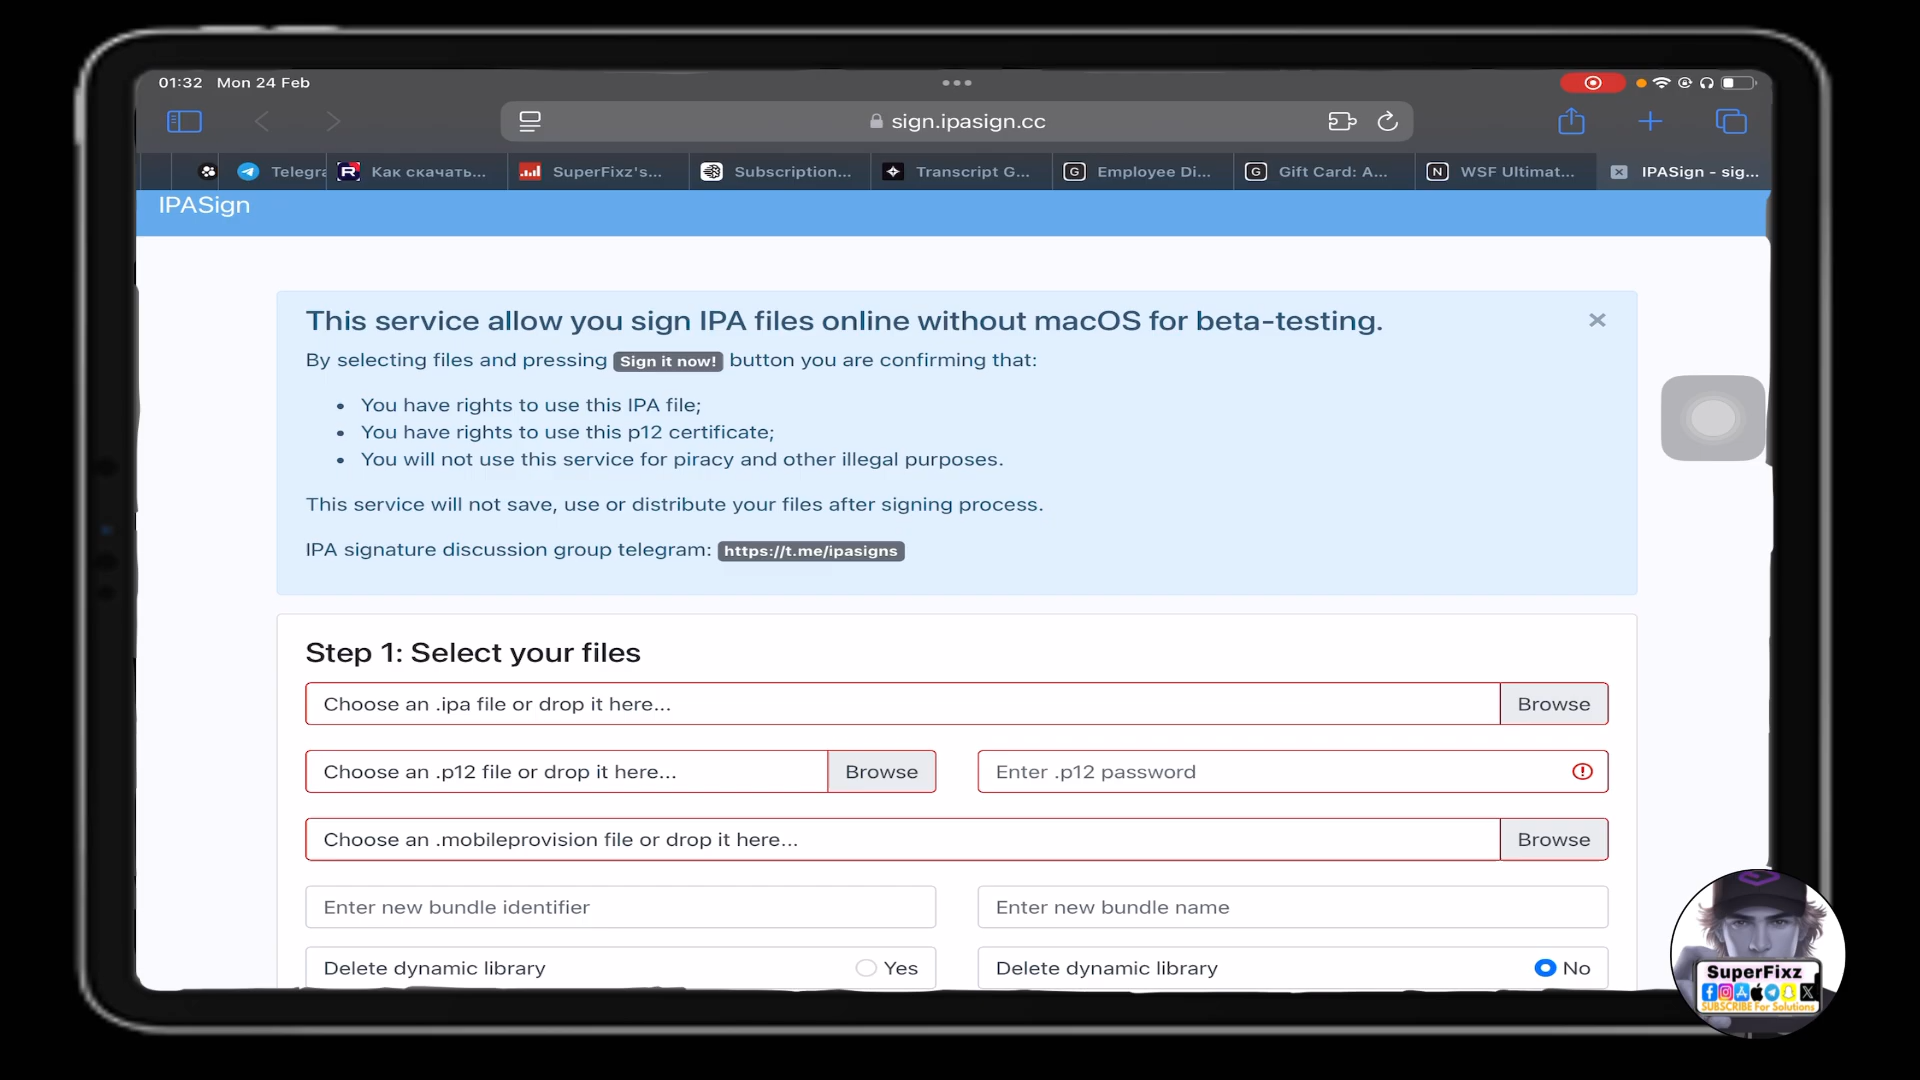 01:32 Mon 24 Feb
sign.ipasign.cc
Telegra
Как скачать...
SuperFixz's...
Subscription...
Transcript G...
Employee Di...
Gift Card: A...
WSF Ultimat...
IPASign - sig...
IPASign
This service allow you sign IPA files online without macOS for beta-testing.
By selecting files and pressing Sign it now! button you are confirming that:
• You have rights to use this IPA file;
• You have rights to use this p12 certificate;
• You will not use this service for piracy and other illegal purposes.
This service will not save, use or distribute your files after signing process.
IPA signature discussion group telegram: https://t.me/ipasigns
Step 1: Select your files
Choose an .ipa file or drop it here... Browse
Choose an .p12 file or drop it here... Browse
Enter .p12 password
Choose an .mobileprovision file or drop it here... Browse
Enter new bundle identifier
Enter new bundle name
Delete dynamic library Yes
Delete dynamic library No
SuperFixz
SUBSCRIBE For Solutions